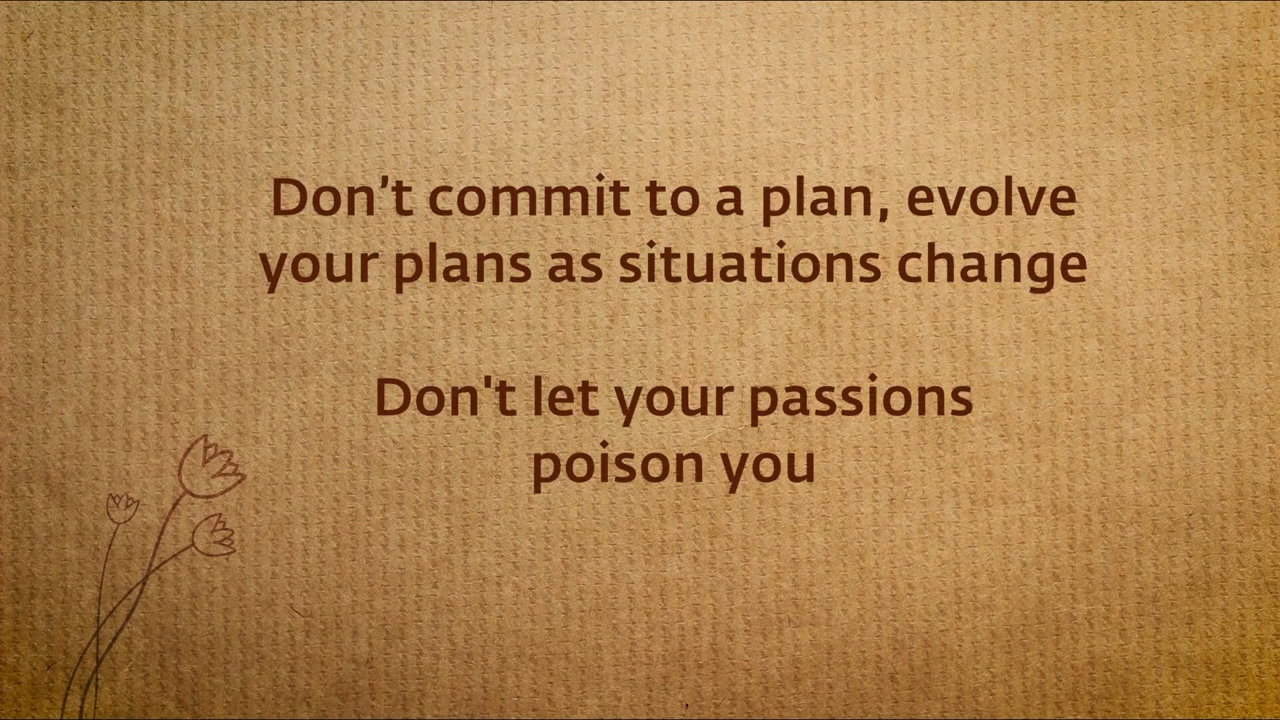 Don’t commit to a plan, evolve
your plans as situations change
Don't let your passions
poison you